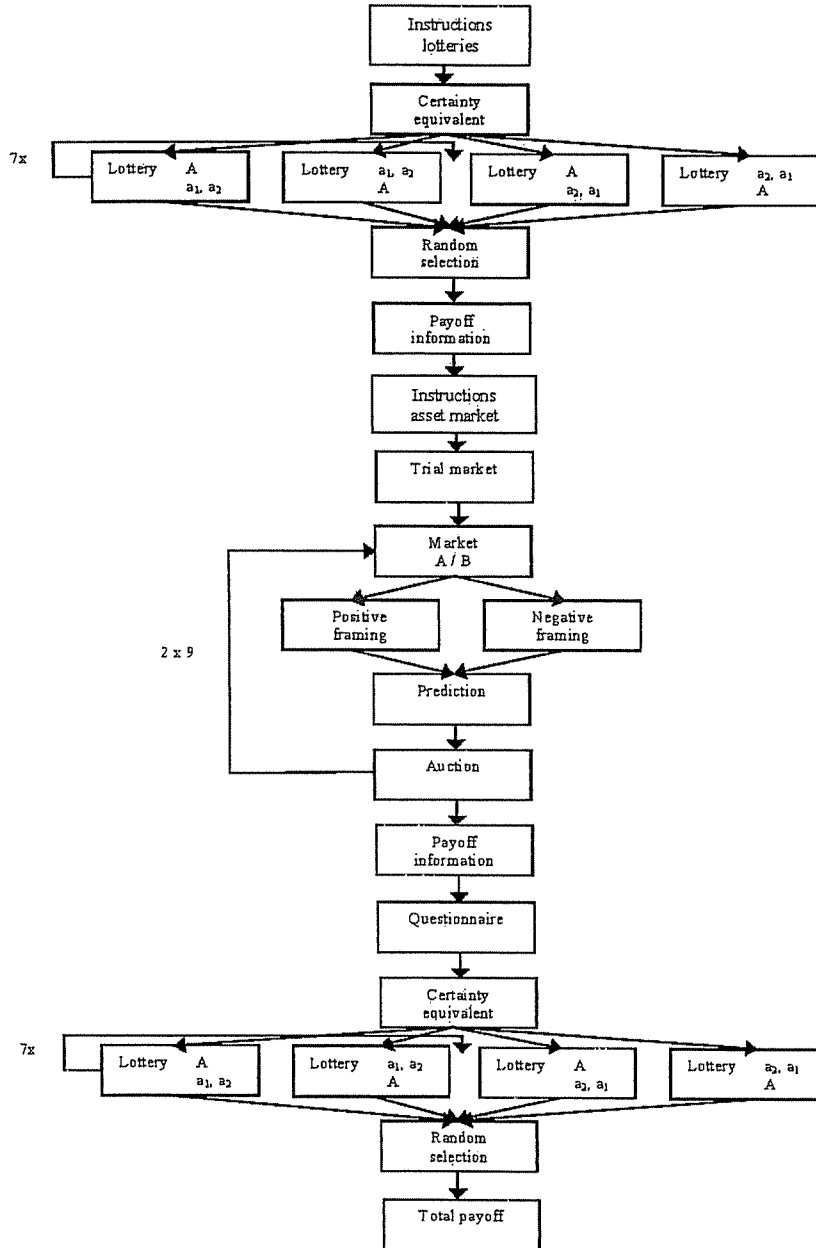 Instructions
lotteries
Certainty
equivalent
7x
Lottery A
a₁, a₂
Lottery a₁, a₂
A
Lottery A
a₂, a₁
Lottery a₂, a₁
A
Random
selection
Payoff
information
Instructions
asset market
Trial market
Market
A / B
Positive
framing
Negative
framing
2 x 9
Prediction
Auction
Payoff
information
Questionnaire
Certainty
equivalent
7x
Lottery A
a₁, a₂
Lottery a₁, a₂
A
Lottery A
a₂, a₁
Lottery a₂, a₁
A
Random
selection
Total payoff